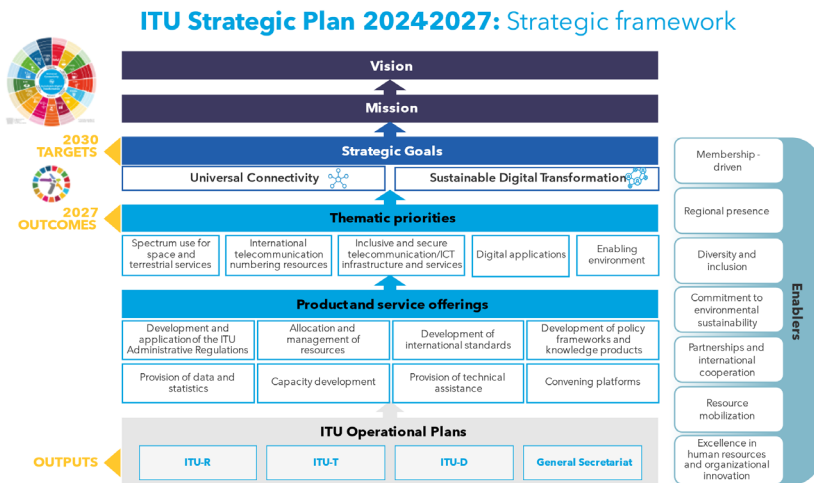 ITU Strategic Plan 20242027: Strategic framework
Vision
Mission
2030
TARGETS
Strategic Goals
Universal Connectivity
Sustainable Digital Transformation
2027
OUTCOMES
Thematic priorities
Spectrum use for
space and
terrestrial services
International
telecommunication
numbering resources
Inclusive and secure
telecommunication/ICT
infrastructure and services
Digital applications
Enabling
environment
Product and service offerings
Development and
application of the ITU
Administrative Regulations
Allocation and
management of
resources
Development of
international standards
Development of policy
frameworks and
knowledge products
Provision of data and
statistics
Capacity development
Provision of technical
assistance
Convening platforms
ITU Operational Plans
OUTPUTS
ITU-R
ITU-T
ITU-D
General Secretariat
Membership -
driven
Regional presence
Diversity and
inclusion
Commitment to
environmental
sustainability
Partnerships and
international
cooperation
Resource
mobilization
Excellence in
human resources
and organizational
innovation
Enablers